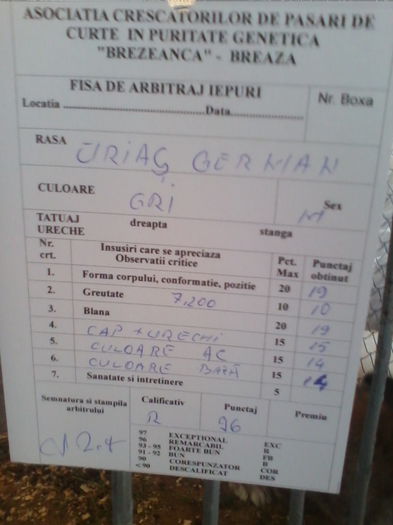 ASOCIATIA CRESCATORILOR DE PASARI DE
CURTE IN PURITATE GENETICA
"BREZEANCA" - BREAZA
FISA DE ARBITRAJ IEPURI
Nr. Boxa
Locatia ........................................Data....................
RASA URIAȘ GERMAN
CULOARE GRI Sex M
TATUAJ dreapta stanga
URECHE
Nr. crt. Insusiri care se apreciaza Observatii critice Pct. Max Punctaj obtinut
1. Forma corpului, conformatie, pozitie 20 19
2. Greutate 7,200 10 10
3. Blana 20 19
4. CAP + URECHI 15 15
5. CULOARE AC 15 14
6. CULOARE BAZĂ 15 14
7. Sanatate si intretinere 5
Semnatura si stampila arbitrului Calificativ Punctaj Premiu
R 96
97 EXCEPTIONAL EXC
96 REMARCABIL R
93 - 95 FOARTE BUN FB
91 - 92 BUN B
90 CORESPUNZATOR COR
< 90 DESCALIFICAT DES